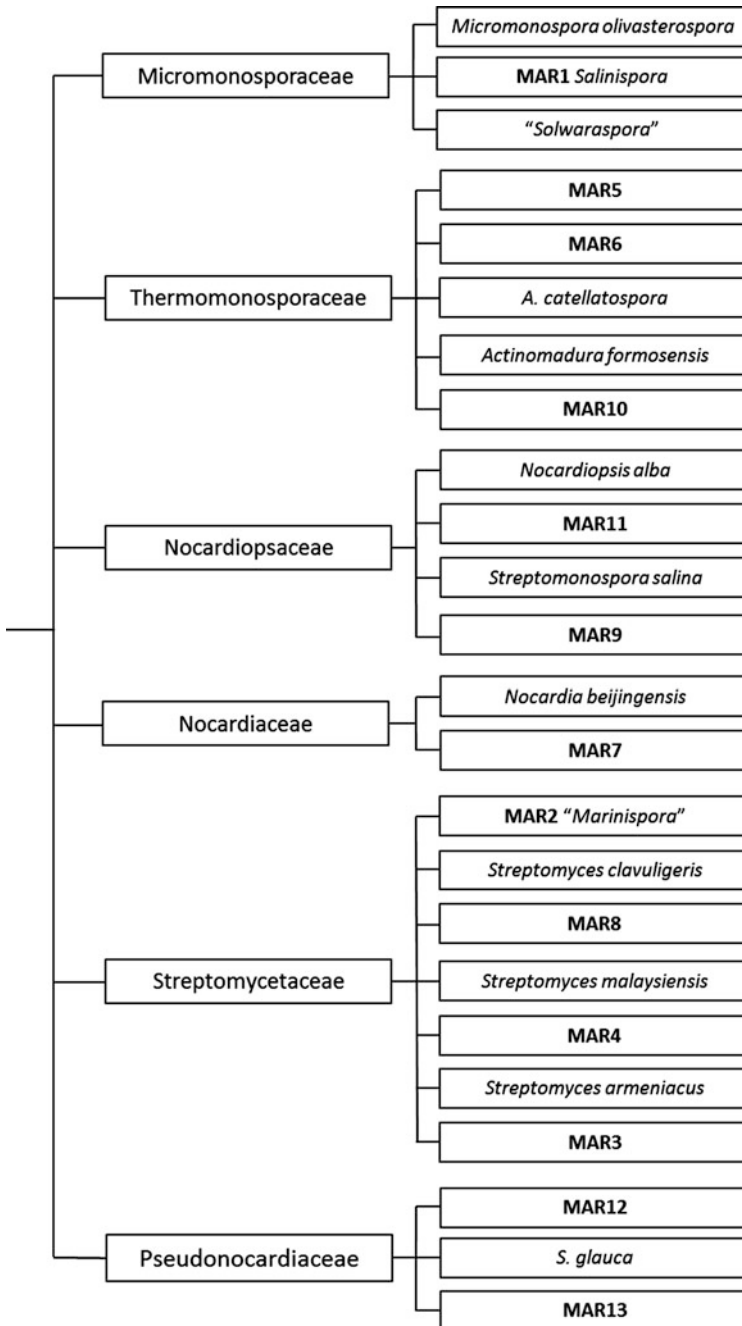 Micromonosporaceae
Micromonospora olivasterospora
MAR1 Salinispora
“Solwaraspora”
Thermomonosporaceae
MAR5
MAR6
A. catellatospora
Actinomadura formosensis
MAR10
Nocardiopsaceae
Nocardiopsis alba
MAR11
Streptomonospora salina
MAR9
Nocardiaceae
Nocardia beijingensis
MAR7
Streptomycetaceae
MAR2 “Marinispora”
Streptomyces clavuligeris
MAR8
Streptomyces malaysiensis
MAR4
Streptomyces armeniacus
MAR3
Pseudonocardiaceae
MAR12
S. glauca
MAR13